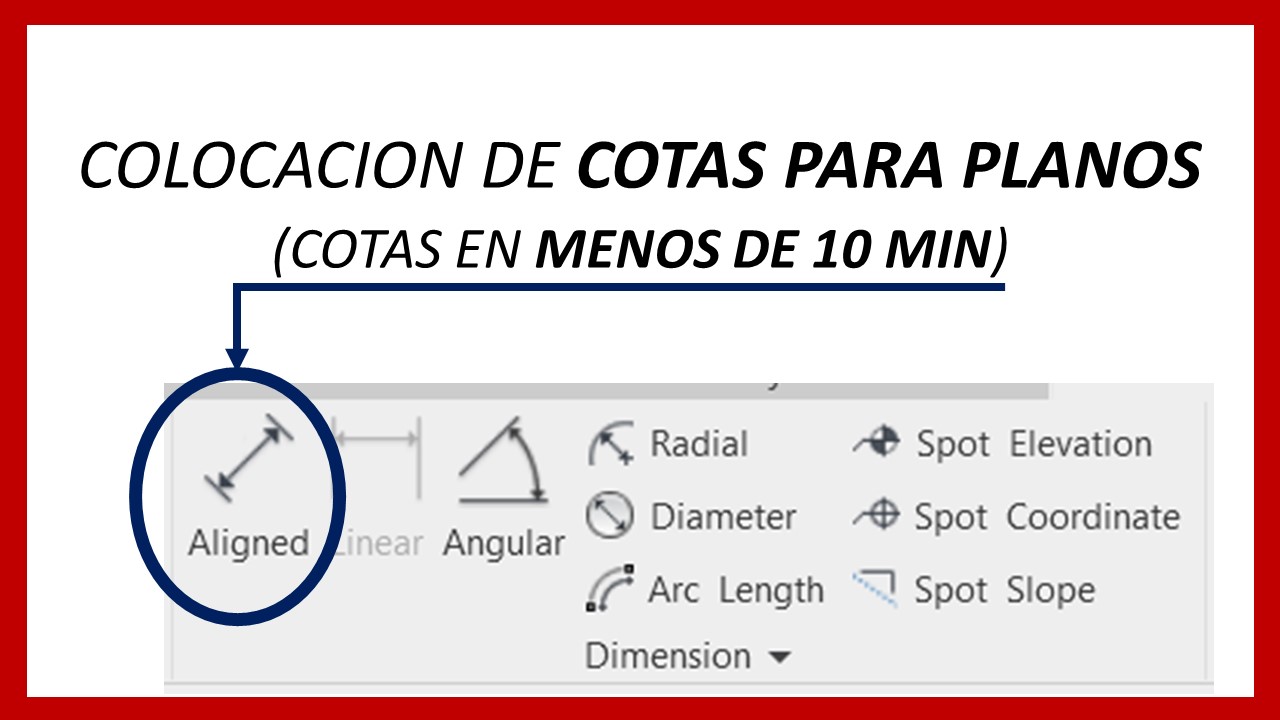 COLOCACION DE COTAS PARA PLANOS
(COTAS EN MENOS DE 10 MIN)
Aligned
Linear
Angular
Radial
Diameter
Arc Length
Spot Elevation
Spot Coordinate
Spot Slope
Dimension